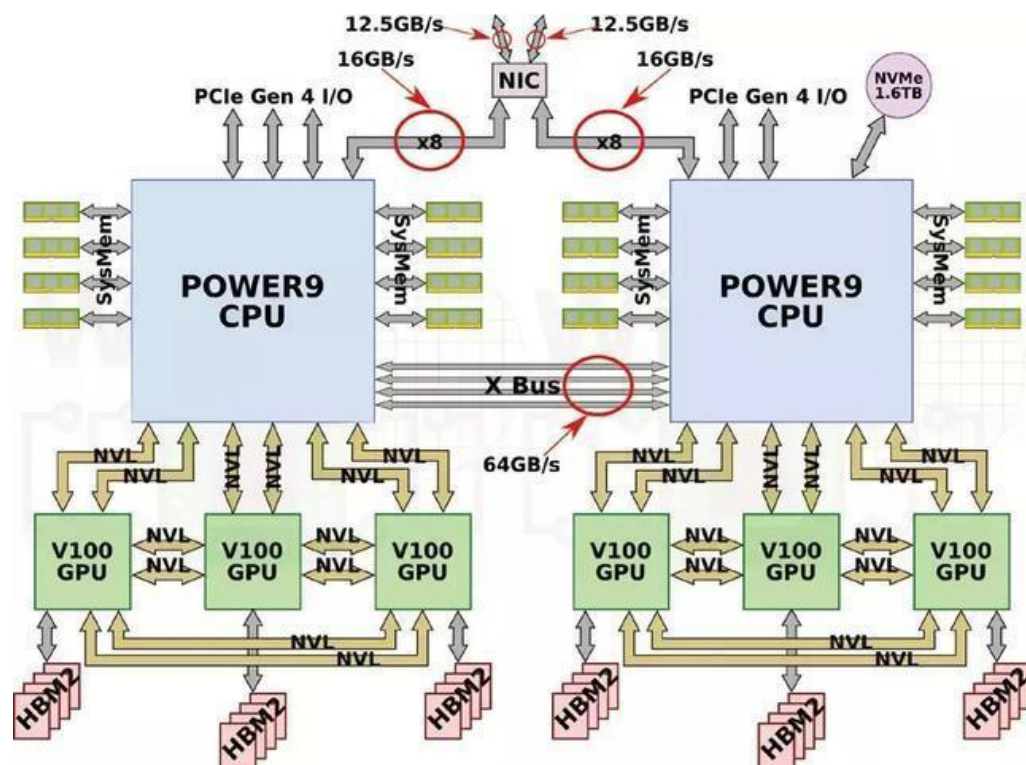 12.5GB/s
12.5GB/s
16GB/s
16GB/s
NIC
NVMe
1.6TB
PCIe Gen 4 I/O
PCIe Gen 4 I/O
x8
x8
SysMem
SysMem
SysMem
SysMem
POWER9
CPU
POWER9
CPU
X Bus
64GB/s
NVL
NVL
NVL
NVL
NVL
NVL
NVL
NVL
NVL
NVL
NVL
NVL
V100
GPU
NVL
NVL
V100
GPU
NVL
NVL
V100
GPU
V100
GPU
NVL
NVL
V100
GPU
NVL
NVL
V100
GPU
NVL
NVL
NVL
NVL
HBM2
HBM2
HBM2
HBM2
HBM2
HBM2